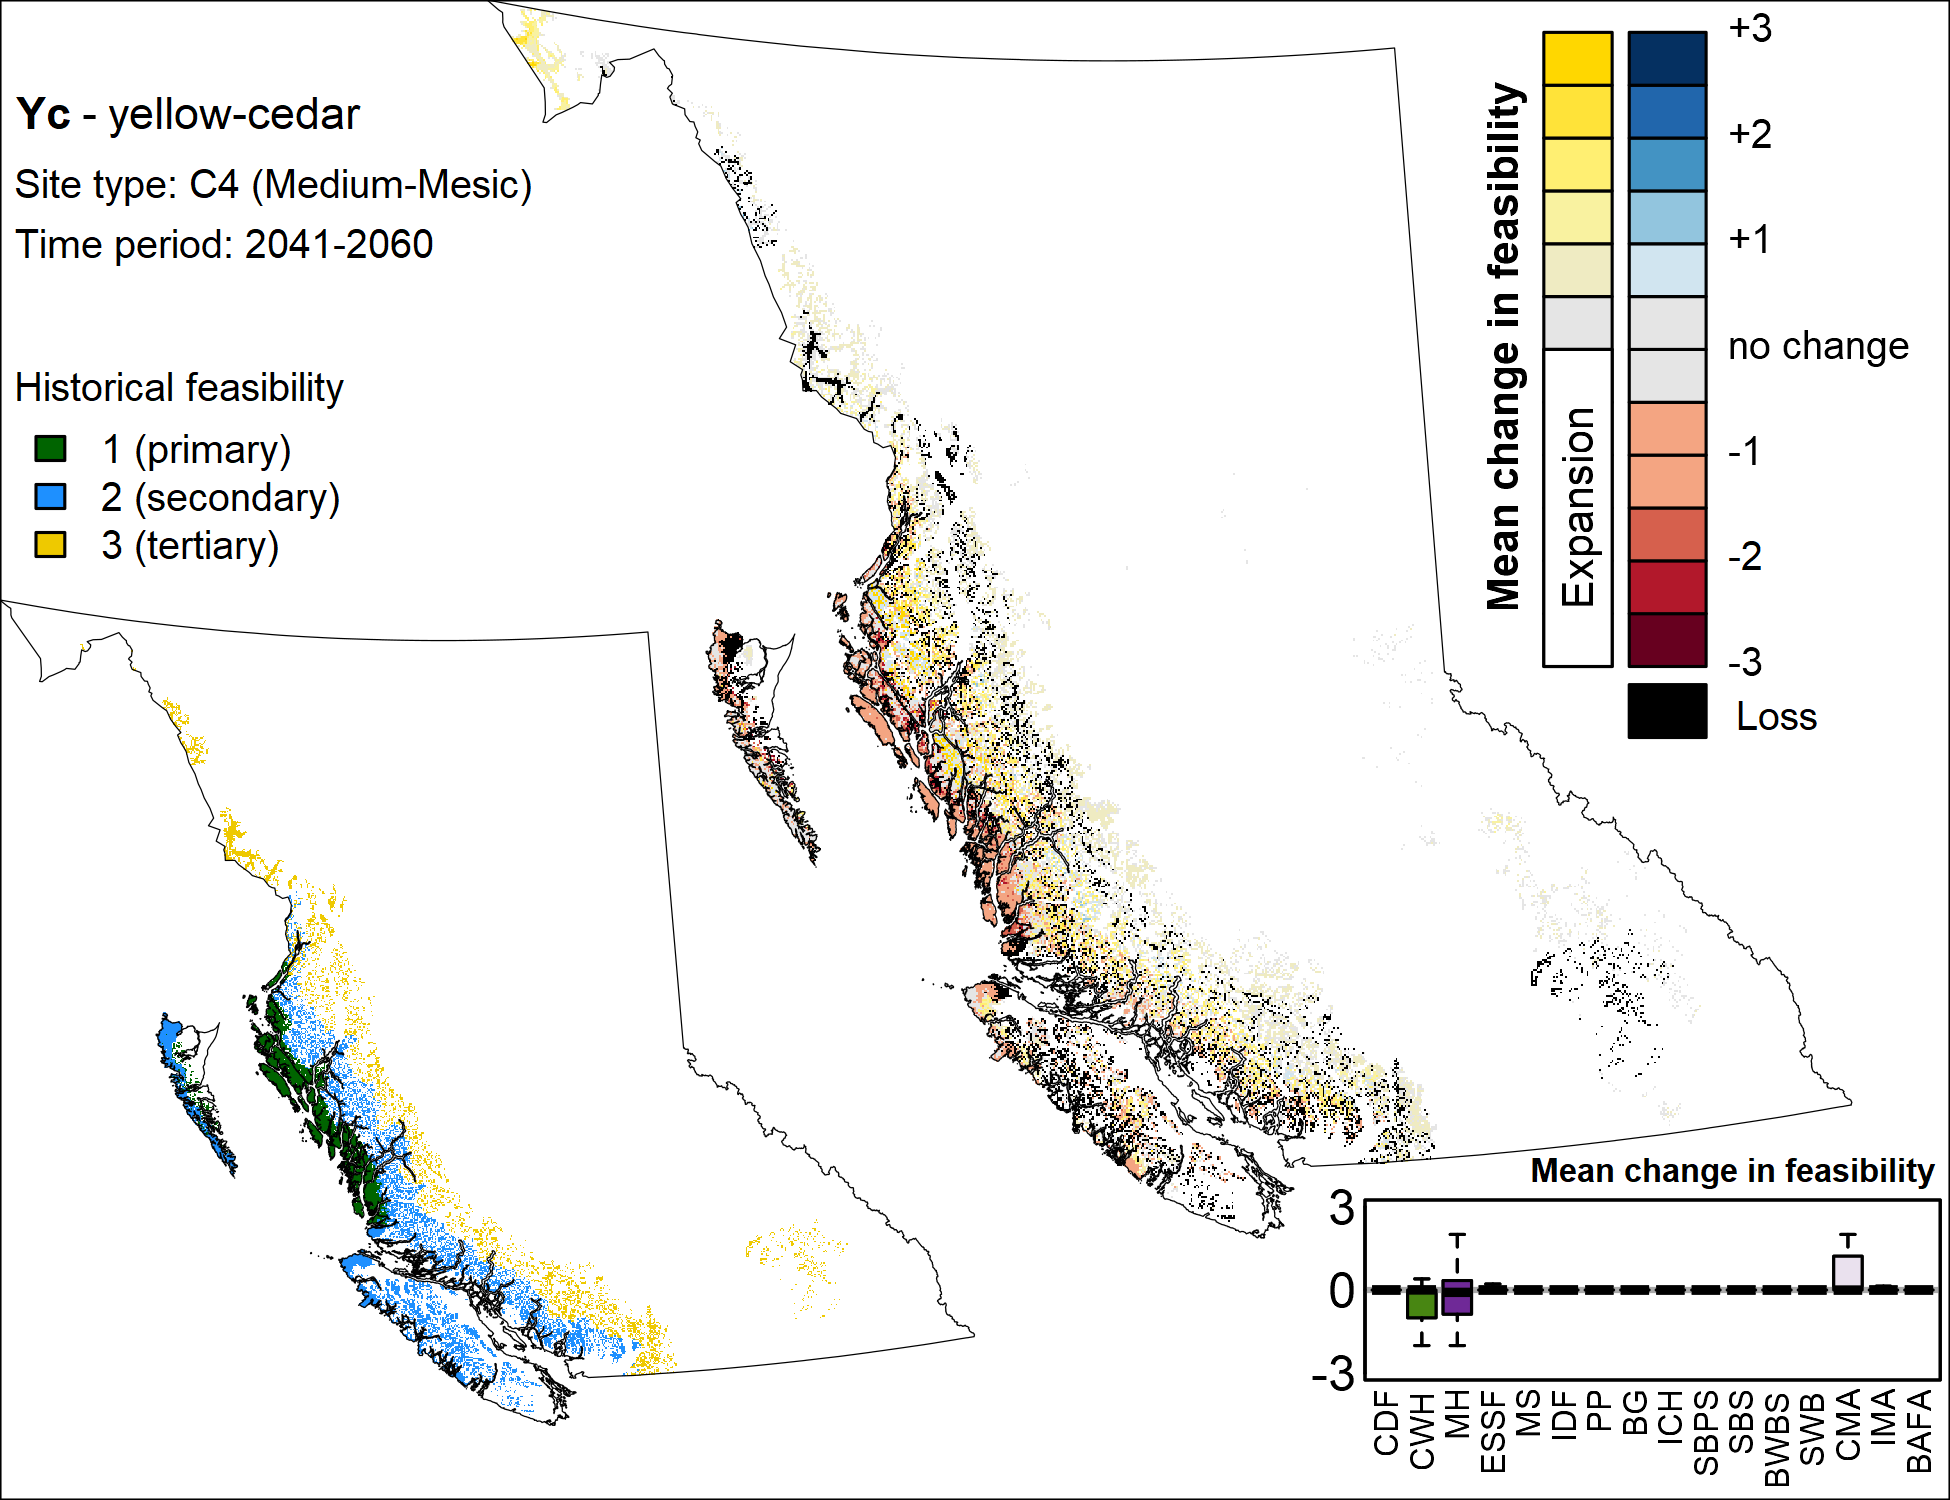 Yc - yellow-cedar
Site type: C4 (Medium-Mesic)
Time period: 2041-2060
Historical feasibility
1 (primary)
2 (secondary)
3 (tertiary)
Mean change in feasibility
Expansion
+3
+2
+1
no change
-1
-2
-3
Loss
Mean change in feasibility
3
0
-3
CDF
CWH
MH
ESSF
MS
IDF
PP
BG
ICH
SBPS
SBS
BWBS
SWB
CMA
IMA
BAFA